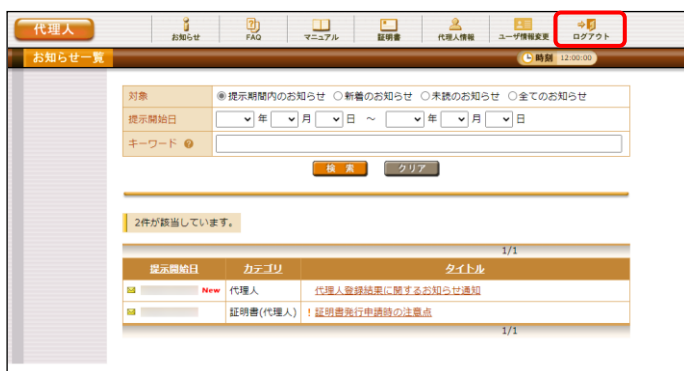 代理人
お知らせ FAQ マニュアル 証明書 代理人情報 ユーザ情報変更 ログアウト
お知らせ一覧 時刻 12:00:00
対象 提示期間内のお知らせ 新着のお知らせ 未読のお知らせ 全てのお知らせ
提示開始日 年 月 日 ～ 年 月 日
キーワード ?
検 索 クリア
2件が該当しています。
1/1
提示開始日 カテゴリ タイトル
New 代理人 代理人登録結果に関するお知らせ通知
証明書(代理人) ! 証明書発行申請時の注意点
1/1